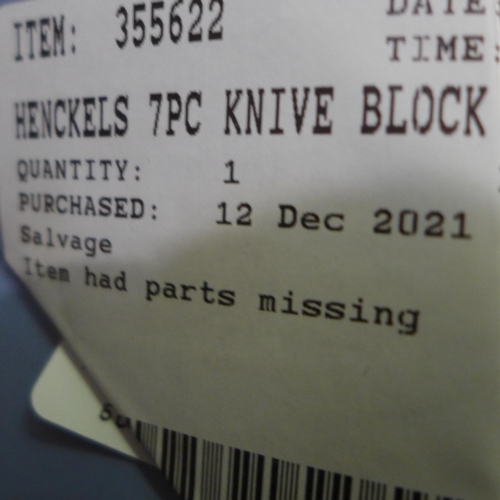 ITEM: 355622
DATE:
TIME:
HENCKELS 7PC KNIVE BLOCK
QUANTITY: 1
PURCHASED: 12 Dec 2021
Salvage
Item had parts missing